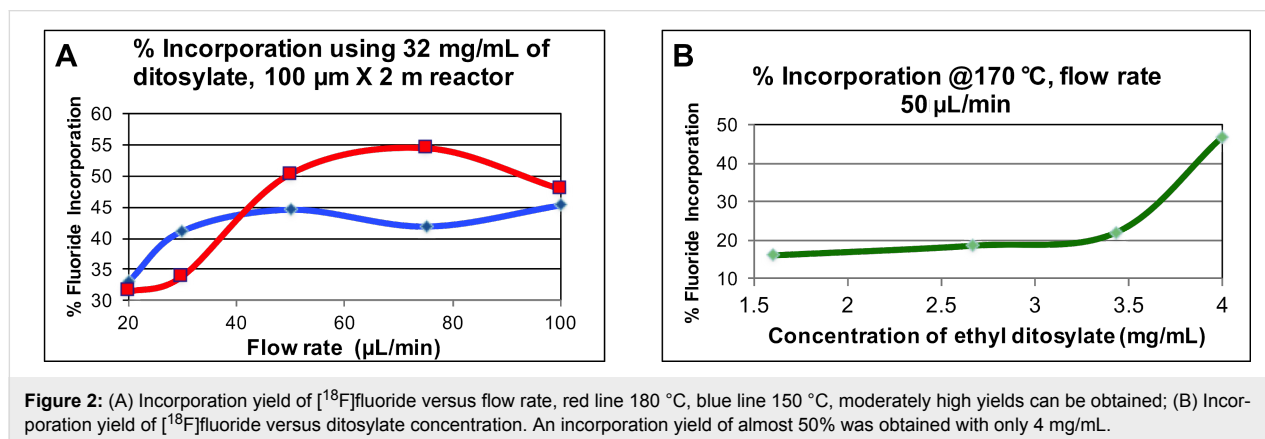 A
% Incorporation using 32 mg/mL of
ditosylate, 100 µm X 2 m reactor
% Fluoride Incorporation
60
55
50
45
40
35
30
20
40
60
80
100
Flow rate (µL/min)
B
% Incorporation @170 °C, flow rate
50 µL/min
% Fluoride Incorporation
50
40
30
20
10
1.5
2
2.5
3
3.5
4
Concentration of ethyl ditosylate (mg/mL)
Figure 2: (A) Incorporation yield of [18F]fluoride versus flow rate, red line 180 °C, blue line 150 °C, moderately high yields can be obtained; (B) Incor-
poration yield of [18F]fluoride versus ditosylate concentration. An incorporation yield of almost 50% was obtained with only 4 mg/mL.